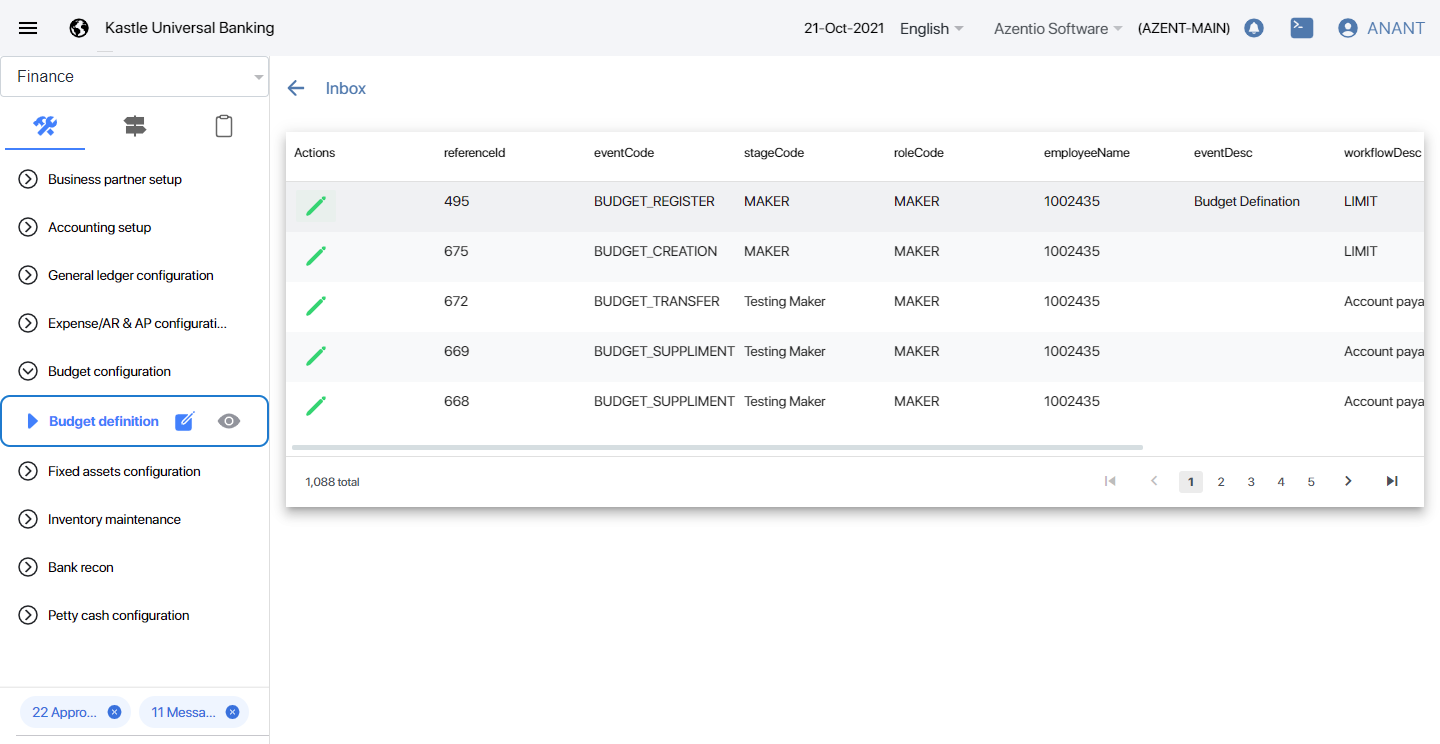 Kastle Universal Banking
21-Oct-2021 English Azentio Software (AZENT-MAIN) ANANT
Finance
Business partner setup
Accounting setup
General ledger configuration
Expense/AR & AP configurati...
Budget configuration
Budget definition
Fixed assets configuration
Inventory maintenance
Bank recon
Petty cash configuration
22 Appro... 11 Messa...
Inbox
Actions referenceId eventCode stageCode roleCode employeeName eventDesc workflowDesc
495 BUDGET_REGISTER MAKER MAKER 1002435 Budget Defination LIMIT
675 BUDGET_CREATION MAKER MAKER 1002435 LIMIT
672 BUDGET_TRANSFER Testing Maker MAKER 1002435 Account paya
669 BUDGET_SUPPLIMENT Testing Maker MAKER 1002435 Account paya
668 BUDGET_SUPPLIMENT Testing Maker MAKER 1002435 Account paya
1,088 total 1 2 3 4 5